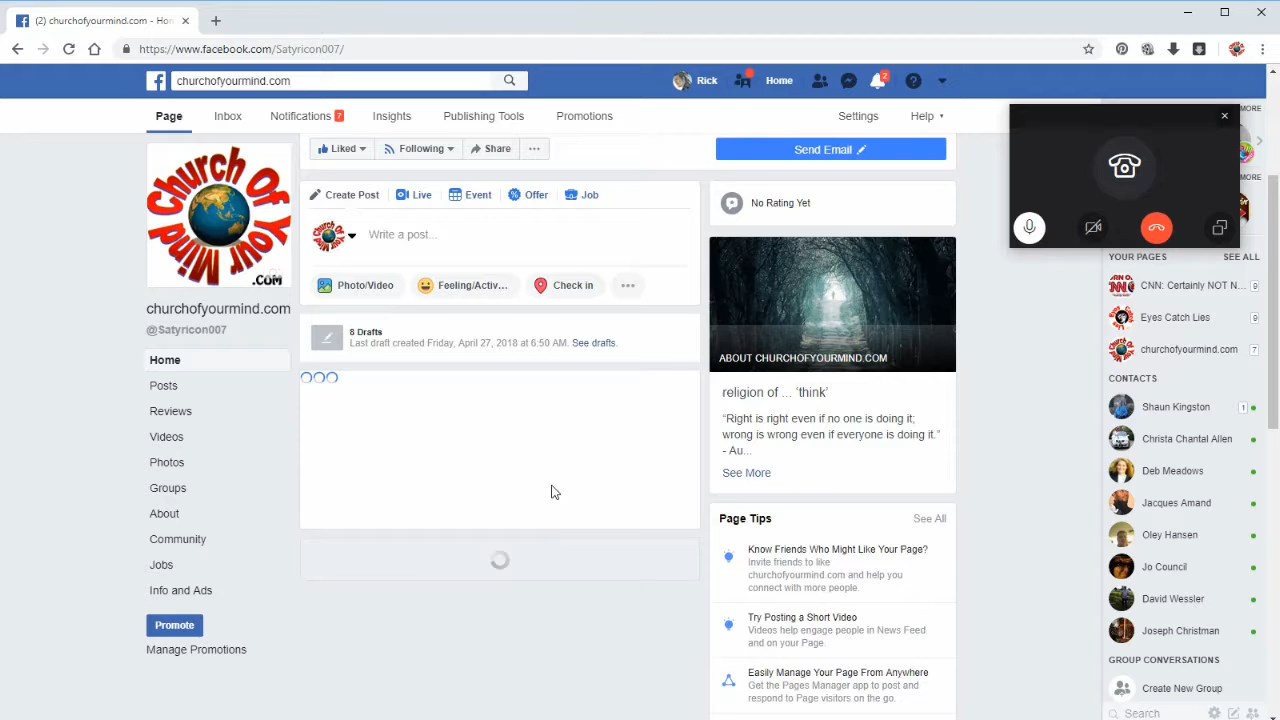 (2) churchofyourmind.com - Hon
https://www.facebook.com/Satyricon007/
churchofyourmind.com
Rick
Home
2
Page
Inbox
Notifications 7
Insights
Publishing Tools
Promotions
Settings
Help
Church Of Your Mind .COM
churchofyourmind.com
@Satyricon007
Home
Posts
Reviews
Videos
Photos
Groups
About
Community
Jobs
Info and Ads
Promote
Manage Promotions
Liked
Following
Share
Send Email
Create Post
Live
Event
Offer
Job
Write a post...
Photo/Video
Feeling/Activ...
Check in
8 Drafts
Last draft created Friday, April 27, 2018 at 6:50 AM. See drafts.
No Rating Yet
ABOUT CHURCHOFYOURMIND.COM
religion of ... ‘think’
“Right is right even if no one is doing it;
wrong is wrong even if everyone is doing it.”
- Au...
See More
Page Tips
See All
Know Friends Who Might Like Your Page?
Invite friends to like
churchofyourmind.com and help you
connect with more people.
Try Posting a Short Video
Videos help engage people in News Feed
and on your Page.
Easily Manage Your Page From Anywhere
Get the Pages Manager app to post and
respond to Page visitors on the go.
MORE
MORE
YOUR PAGES
SEE ALL
CNN: Certainly NOT N... 9
Eyes Catch Lies 9
churchofyourmind.com 7
CONTACTS
Shaun Kingston 1
Christa Chantal Allen
Deb Meadows
Jacques Amand
Oley Hansen
Jo Council
David Wessler
Joseph Christman
GROUP CONVERSATIONS
Create New Group
Search